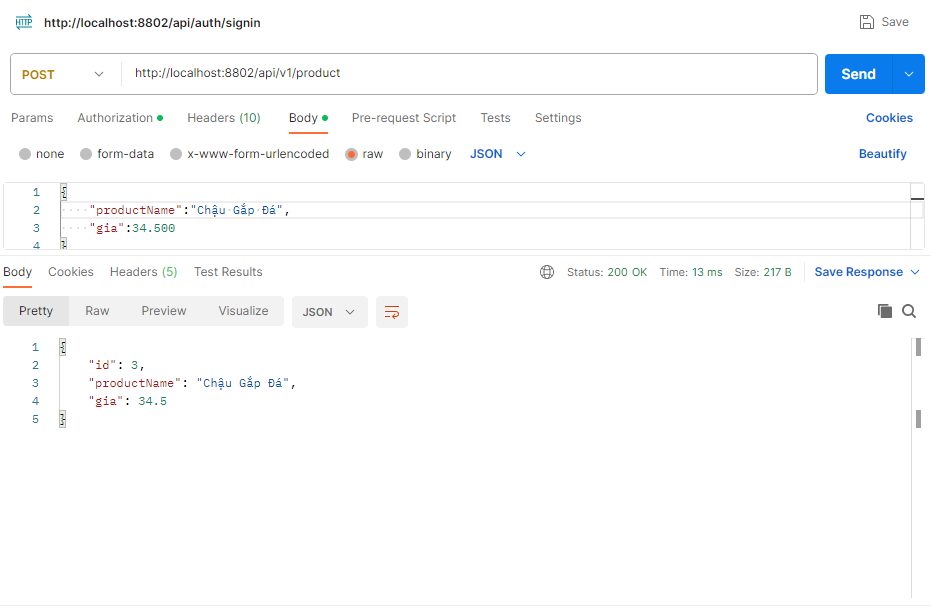 HTTP http://localhost:8802/api/auth/signin Save
POST http://localhost:8802/api/v1/product Send
Params Authorization Headers (10) Body Pre-request Script Tests Settings Cookies
none form-data x-www-form-urlencoded raw binary JSON Beautify
1 {
2 "productName":"Chậu Gắp Đá",
3 "gia":34.500
4 }
Body Cookies Headers (5) Test Results Status: 200 OK Time: 13 ms Size: 217 B Save Response
Pretty Raw Preview Visualize JSON
1 {
2 "id": 3,
3 "productName": "Chậu Gắp Đá",
4 "gia": 34.5
5 }